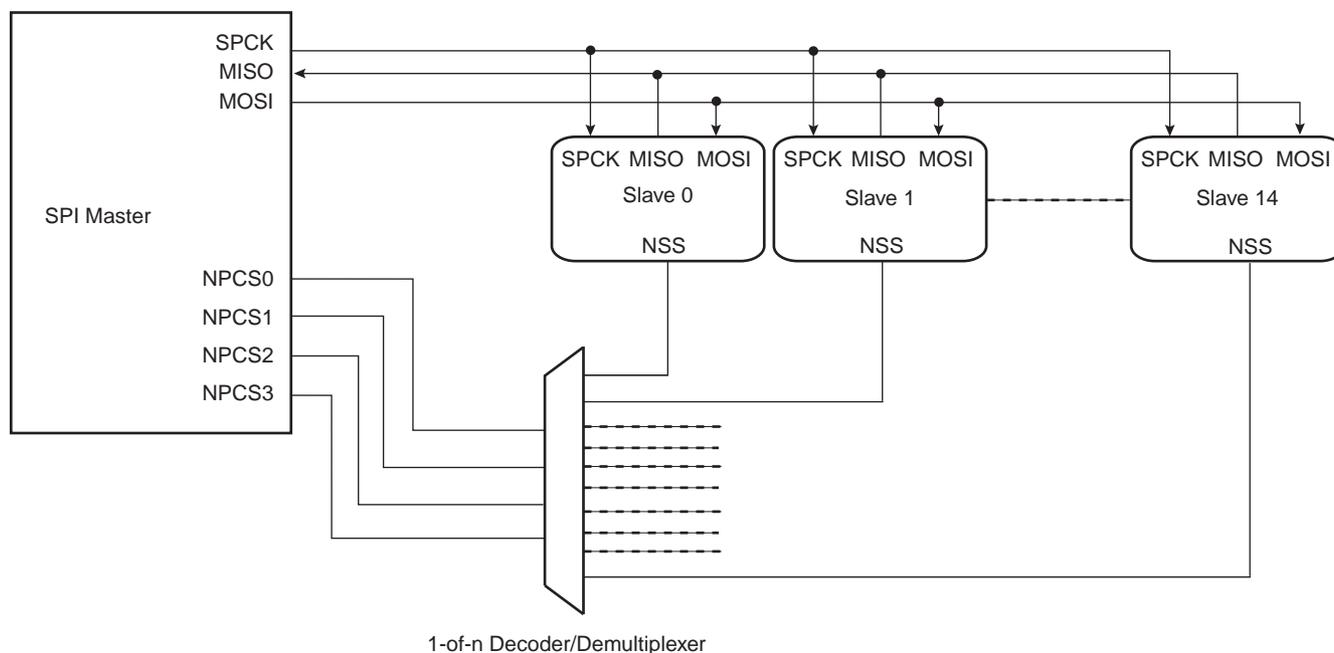 SPCK
MISO
MOSI
SPI Master
NPCS0
NPCS1
NPCS2
NPCS3
SPCK MISO MOSI
Slave 0
NSS
SPCK MISO MOSI
Slave 1
NSS
SPCK MISO MOSI
Slave 14
NSS
1-of-n Decoder/Demultiplexer